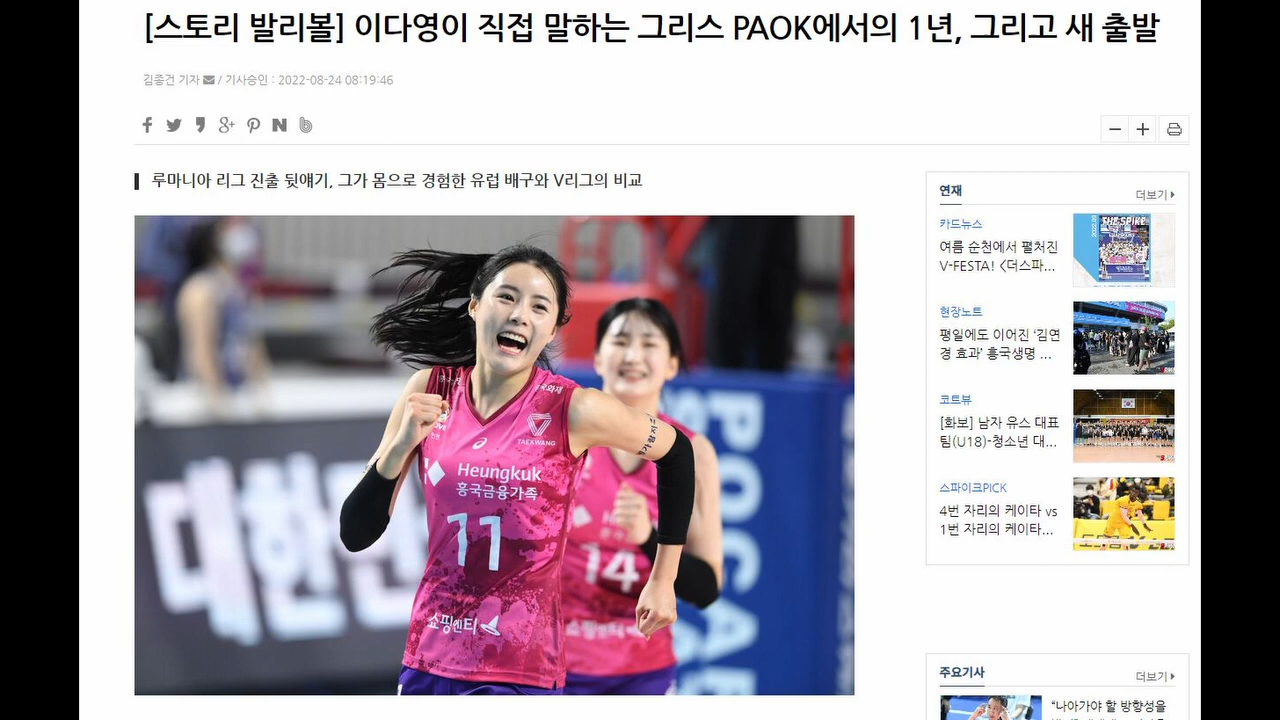 [스토리 발리볼] 이다영이 직접 말하는 그리스 PAOK에서의 1년, 그리고 새 출발
김종건 기자 / 기사승인 : 2022-08-24 08:19:46
루마니아 리그 진출 뒷얘기, 그가 몸으로 경험한 유럽 배구와 V리그의 비교
TAEKWANG
Heungkuk
흥국금융가족
11
쇼핑엔티
14
대한
연재
더보기
카드뉴스
여름 순천에서 펼처진
V-FESTA! <더스파...
THE SPIKE
현장노트
평일에도 이어진 ‘김연
경 효과’ 흥국생명 ...
코트뷰
[화보] 남자 유스 대표
팀(U18)-청소년 대...
스파이크PICK
4번 자리의 케이타 vs
1번 자리의 케이타...
주요기사
더보기
“나아가야 할 방향성을